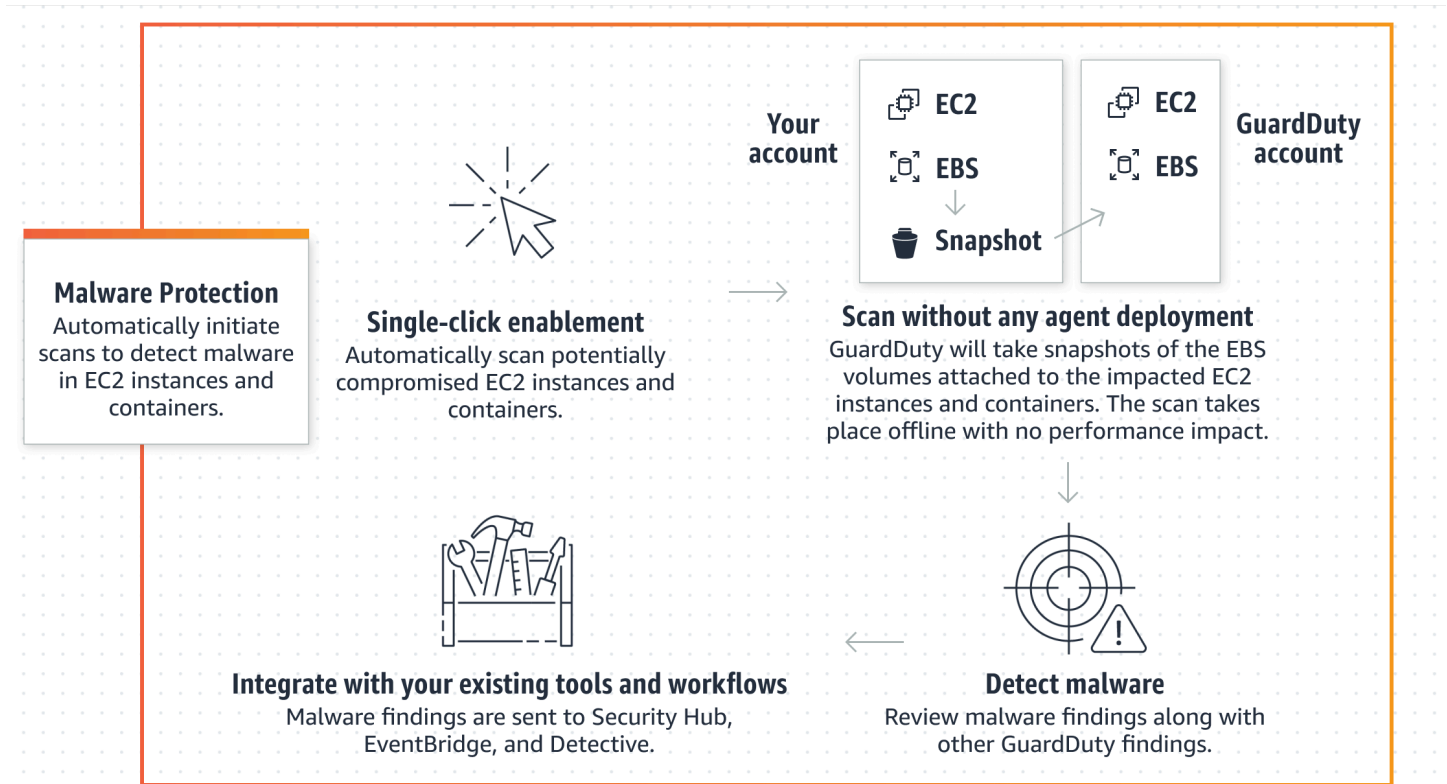 Malware Protection
Automatically initiate
scans to detect malware
in EC2 instances and
containers.
Single-click enablement
Automatically scan potentially
compromised EC2 instances and
containers.
Your
account
EC2
EBS
Snapshot
EC2
EBS
GuardDuty
account
Scan without any agent deployment
GuardDuty will take snapshots of the EBS
volumes attached to the impacted EC2
instances and containers. The scan takes
place offline with no performance impact.
Detect malware
Review malware findings along with
other GuardDuty findings.
Integrate with your existing tools and workflows
Malware findings are sent to Security Hub,
EventBridge, and Detective.